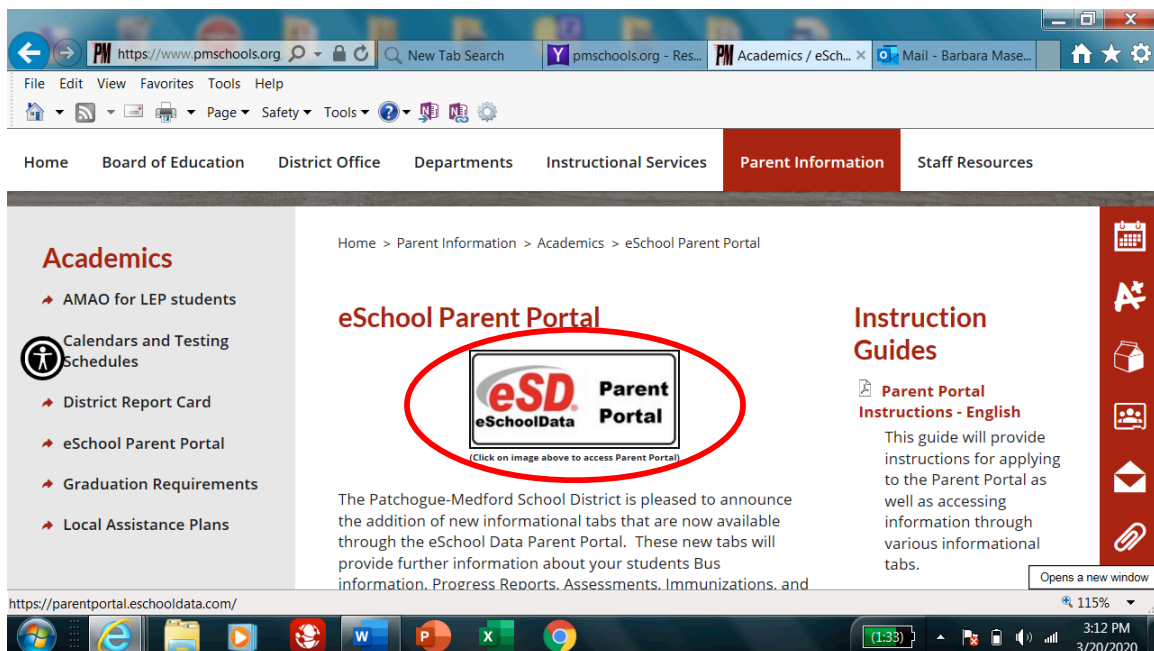 X
https://www.pmschools.org
New Tab Search
Y pmschools.org - Res...
PM Academics / eSch... ×
Mail - Barbara Mase...
File Edit View Favorites Tools Help
Page Safety Tools
Home Board of Education District Office Departments Instructional Services Parent Information Staff Resources
Home > Parent Information > Academics > eSchool Parent Portal
Academics
AMAO for LEP students
Calendars and Testing
Schedules
District Report Card
eSchool Parent Portal
Graduation Requirements
Local Assistance Plans
eSchool Parent Portal
eSD® Parent
eSchoolData Portal
(Click on image above to access Parent Portal)
The Patchogue-Medford School District is pleased to announce
the addition of new informational tabs that are now available
through the eSchool Data Parent Portal. These new tabs will
provide further information about your students Bus
information, Progress Reports, Assessments, Immunizations, and
Instruction
Guides
Parent Portal
Instructions - English
This guide will provide
instructions for applying
to the Parent Portal as
well as accessing
information through
various informational
tabs.
A+
Opens a new window
https://parentportal.eschooldata.com/
115%
(1:33)
3:12 PM
3/20/2020